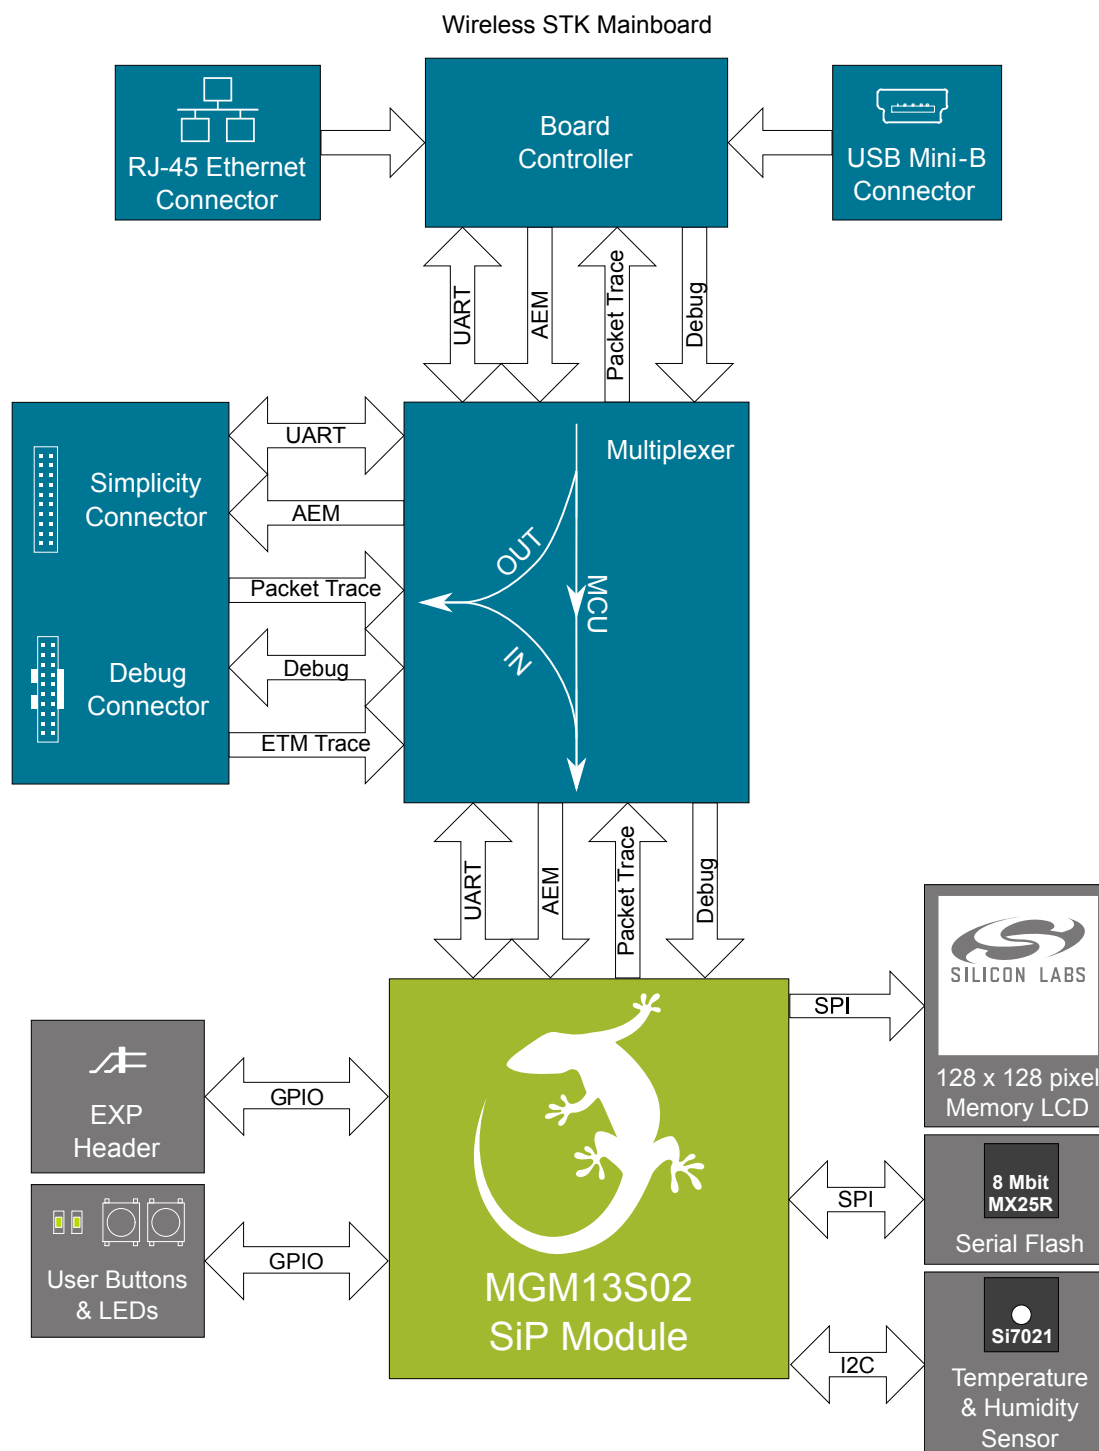 Wireless STK Mainboard
RJ-45 Ethernet
Connector
Board
Controller
USB Mini-B
Connector
UART
AEM
Packet Trace
Debug
Simplicity
Connector
Debug
Connector
UART
AEM
Packet Trace
Debug
ETM Trace
Multiplexer
OUT
IN
MCU
UART
AEM
Packet Trace
Debug
EXP
Header
User Buttons
& LEDs
GPIO
GPIO
MGM13S02
SiP Module
SPI
SPI
I2C
SILICON LABS
128 x 128 pixel
Memory LCD
8 Mbit
MX25R
Serial Flash
Si7021
Temperature
& Humidity
Sensor